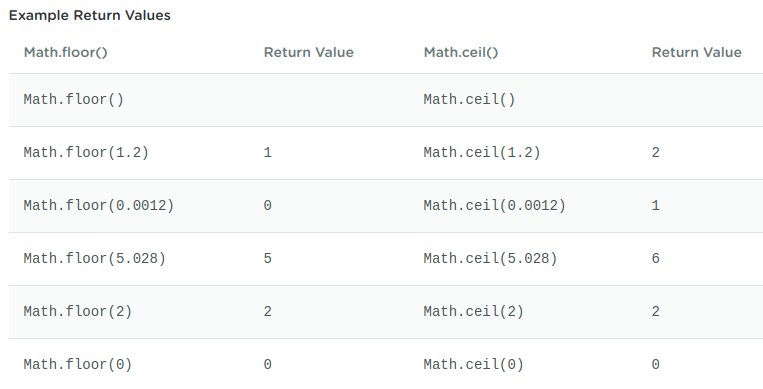 Example Return Values
Math.floor() Return Value Math.ceil() Return Value
Math.floor() Math.ceil()
Math.floor(1.2) 1 Math.ceil(1.2) 2
Math.floor(0.0012) 0 Math.ceil(0.0012) 1
Math.floor(5.028) 5 Math.ceil(5.028) 6
Math.floor(2) 2 Math.ceil(2) 2
Math.floor(0) 0 Math.ceil(0) 0